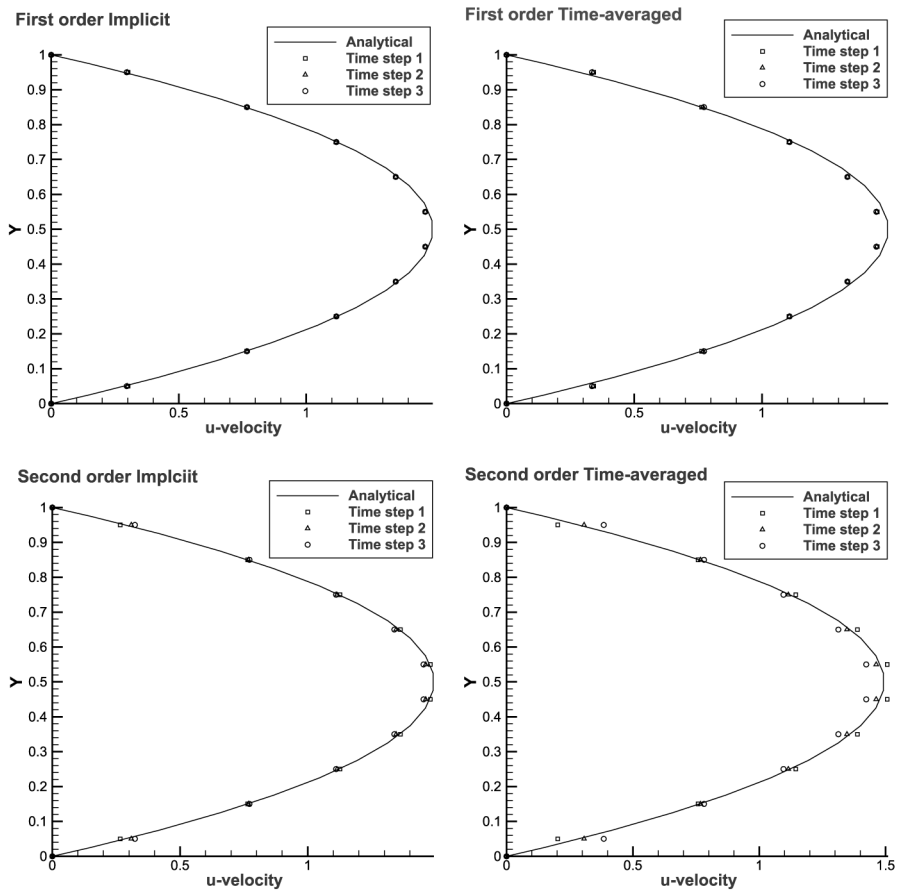 First order Implicit
Analytical
Time step 1
Time step 2
Time step 3
1
0.9
0.8
0.7
0.6
0.5
0.4
0.3
0.2
0.1
0
Y
0
0.5
1
u-velocity
First order Time-averaged
Analytical
Time step 1
Time step 2
Time step 3
1
0.9
0.8
0.7
0.6
0.5
0.4
0.3
0.2
0.1
0
Y
0
0.5
1
u-velocity
Second order Implciit
Analytical
Time step 1
Time step 2
Time step 3
1
0.9
0.8
0.7
0.6
0.5
0.4
0.3
0.2
0.1
0
Y
0
0.5
1
u-velocity
Second order Time-averaged
Analytical
Time step 1
Time step 2
Time step 3
1
0.9
0.8
0.7
0.6
0.5
0.4
0.3
0.2
0.1
0
Y
0
0.5
1
1.5
u-velocity